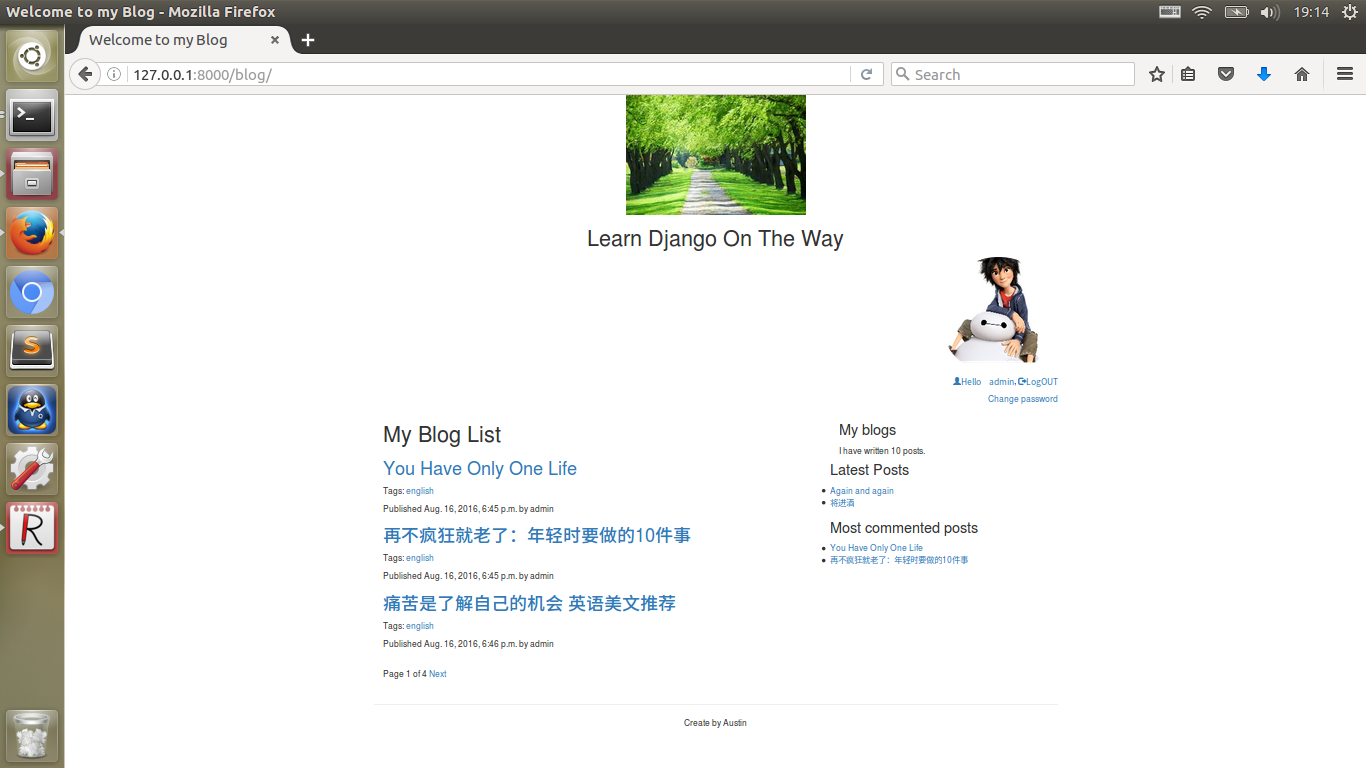 Welcome to my Blog - Mozilla Firefox
19:14
Welcome to my Blog
127.0.0.1:8000/blog/
Search
Learn Django On The Way
Hello admin. LogOUT
Change password
My Blog List
You Have Only One Life
Tags: english
Published Aug. 16, 2016, 6:45 p.m. by admin
再不疯狂就老了：年轻时要做的10件事
Tags: english
Published Aug. 16, 2016, 6:45 p.m. by admin
痛苦是了解自己的机会 英语美文推荐
Tags: english
Published Aug. 16, 2016, 6:46 p.m. by admin
Page 1 of 4 Next
My blogs
I have written 10 posts.
Latest Posts
Again and again
将进酒
Most commented posts
You Have Only One Life
再不疯狂就老了：年轻时要做的10件事
Create by Austin